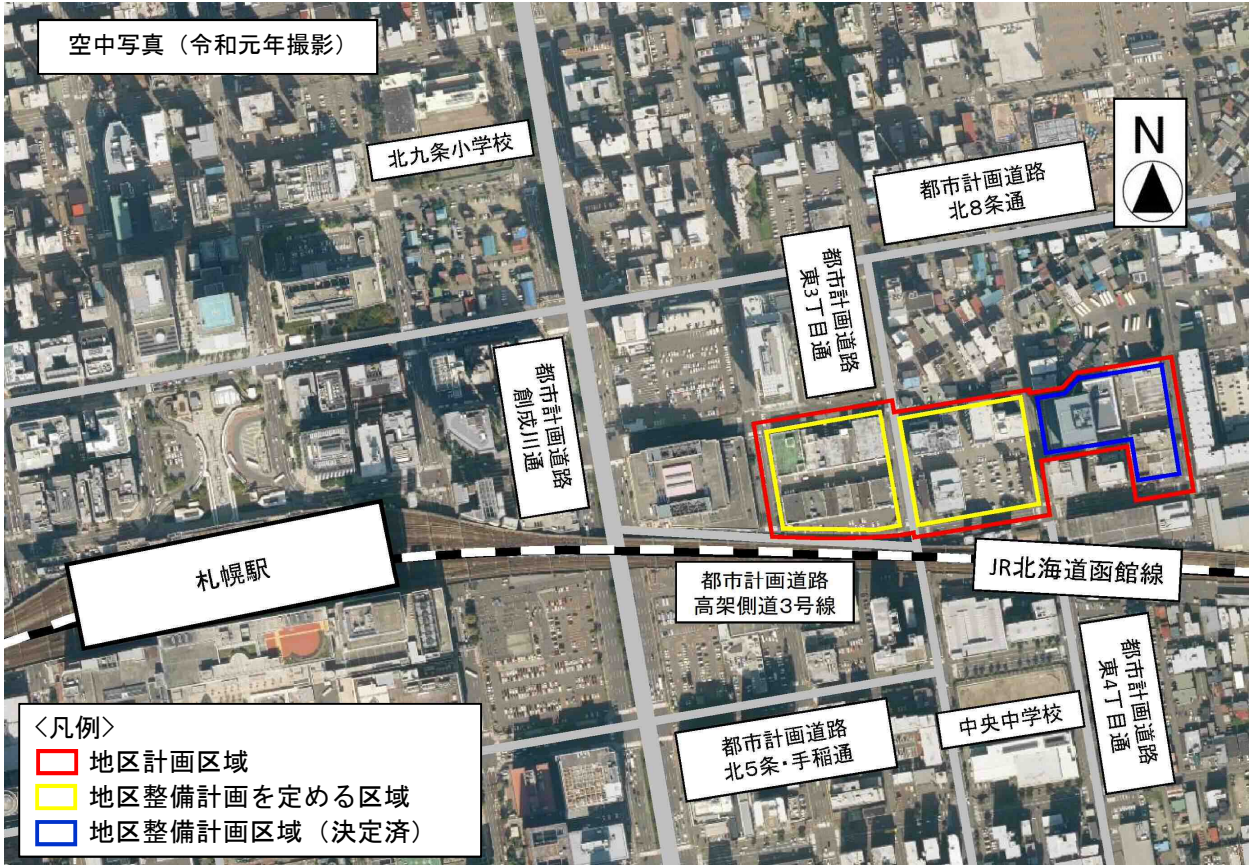 空中写真（令和元年撮影）
北九条小学校
N
都市計画道路
北8条通
都市計画道路
東3丁目通
都市計画道路
創成川通
札幌駅
都市計画道路
高架側道3号線
JR北海道函館線
都市計画道路
東4丁目通
中央中学校
都市計画道路
北5条・手稲通
<凡例>
地区計画区域
地区整備計画を定める区域
地区整備計画区域（決定済）